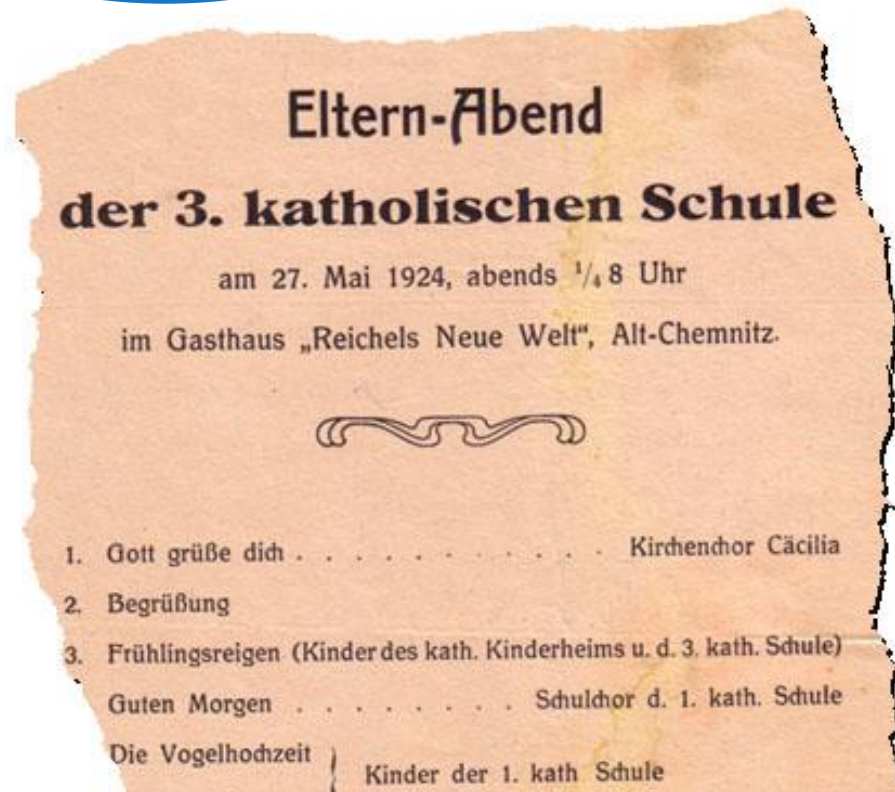 Eltern-Abend
der 3. katholischen Schule
am 27. Mai 1924, abends ¼ 8 Uhr
im Gasthaus „Reichels Neue Welt“, Alt-Chemnitz.
1. Gott grüße dich . . . . . . . . . . . Kirchenchor Cäcilia
2. Begrüßung
3. Frühlingsreigen (Kinder des kath. Kinderheims u. d. 3. kath. Schule)
Guten Morgen . . . . . . . . Schulchor d. 1. kath. Schule
Die Vogelhochzeit
Kinder der 1. kath Schule